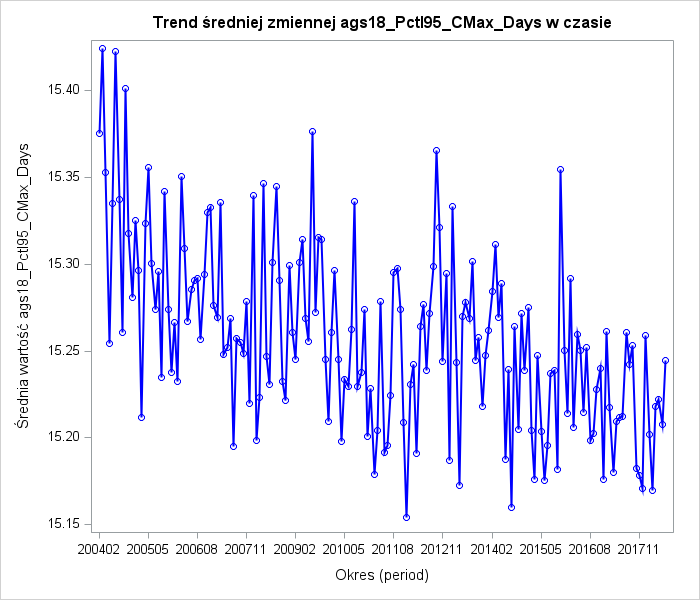 Trend średniej zmiennej ags18_Pctl95_CMax_Days w czasie
Średnia wartość ags18_Pctl95_CMax_Days
15.40
15.35
15.30
15.25
15.20
15.15
200402 200505 200608 200711 200902 201005 201108 201211 201402 201505 201608 201711
Okres (period)